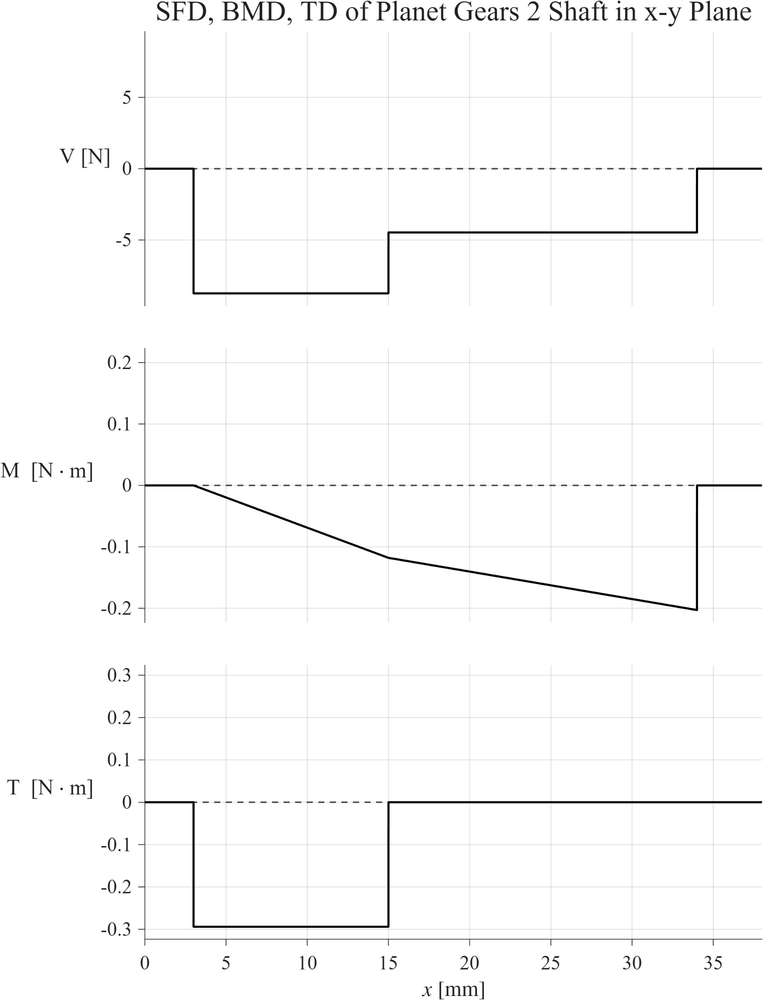 SFD, BMD, TD of Planet Gears 2 Shaft in x-y Plane
5
V [N]
0
-5
0.2
0.1
M [N · m]
0
-0.1
-0.2
0.3
0.2
0.1
T [N · m]
0
-0.1
-0.2
-0.3
0 5 10 15 20 25 30 35
x [mm]